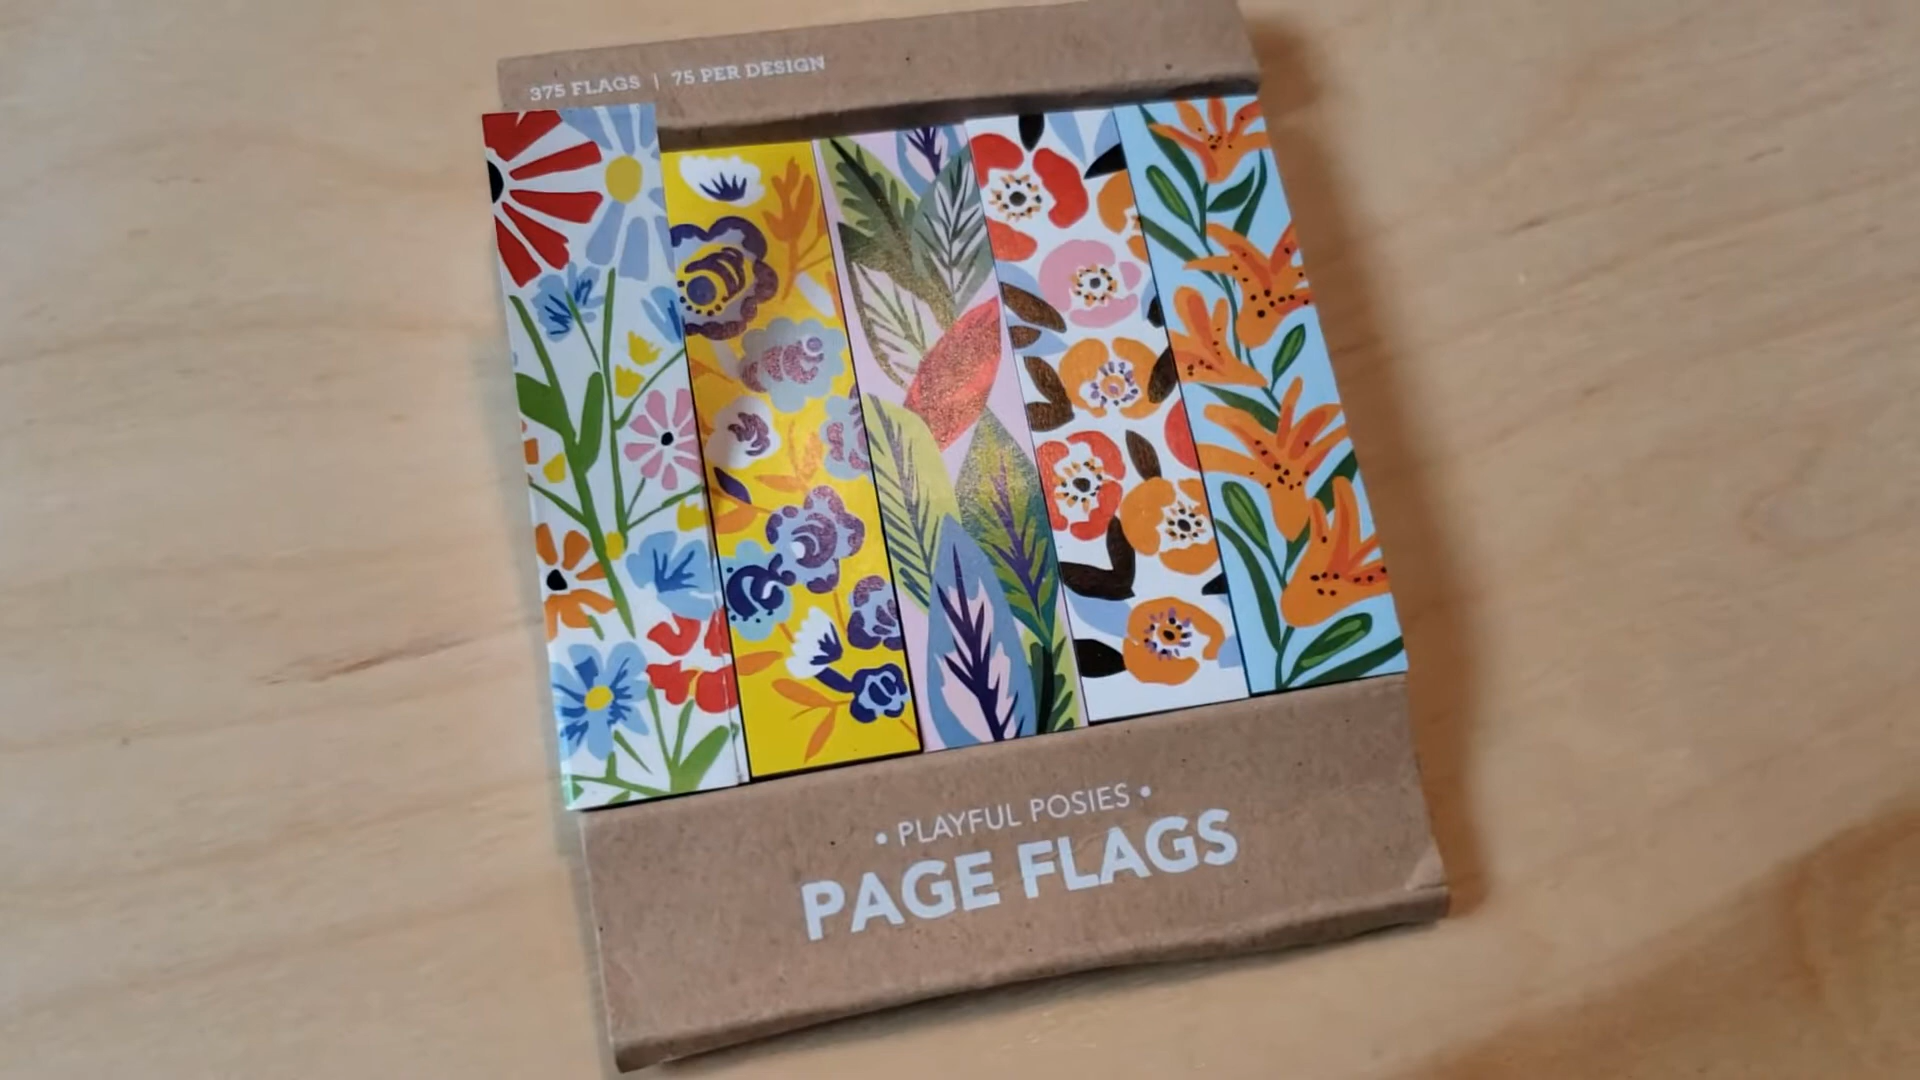 375 FLAGS | 75 PER DESIGN
• PLAYFUL POSIES •
PAGE FLAGS